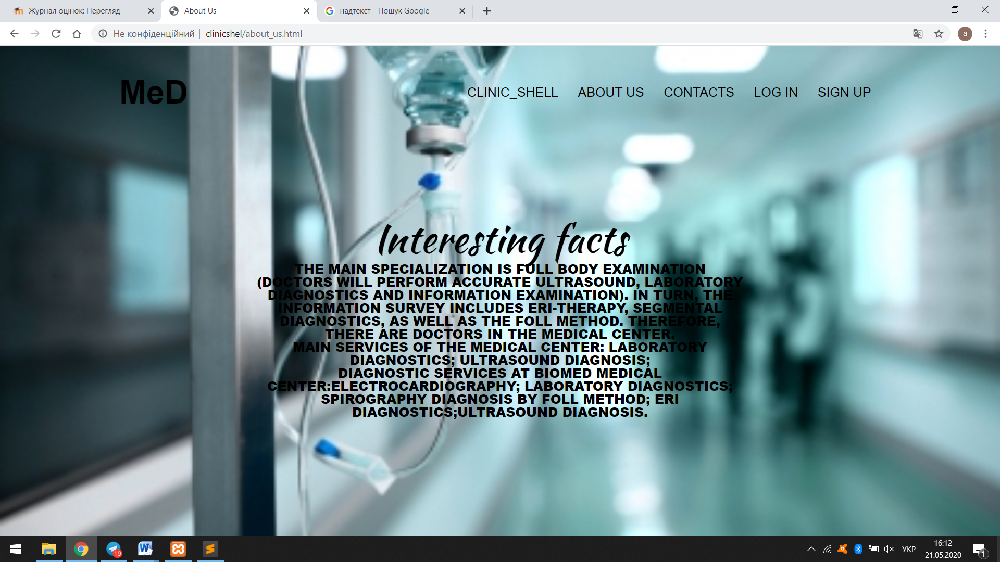 Журнал оцінок: Перегляд
About Us
надтекст - Пошук Google
Не конфіденційний
clinicshel/about_us.html
a
MeD
CLINIC_SHELL
ABOUT US
CONTACTS
LOG IN
SIGN UP
Interesting facts
THE MAIN SPECIALIZATION IS FULL BODY EXAMINATION
(DOCTORS WILL PERFORM ACCURATE ULTRASOUND, LABORATORY
DIAGNOSTICS AND INFORMATION EXAMINATION). IN TURN, THE
INFORMATION SURVEY INCLUDES ERI-THERAPY, SEGMENTAL
DIAGNOSTICS, AS WELL AS THE FOLL METHOD. THEREFORE,
THERE ARE DOCTORS IN THE MEDICAL CENTER.
MAIN SERVICES OF THE MEDICAL CENTER: LABORATORY
DIAGNOSTICS; ULTRASOUND DIAGNOSIS;
DIAGNOSTIC SERVICES AT BIOMED MEDICAL
CENTER:ELECTROCARDIOGRAPHY; LABORATORY DIAGNOSTICS;
SPIROGRAPHY DIAGNOSIS BY FOLL METHOD; ERI
DIAGNOSTICS;ULTRASOUND DIAGNOSIS.
19
УКР
16:12
21.05.2020
1